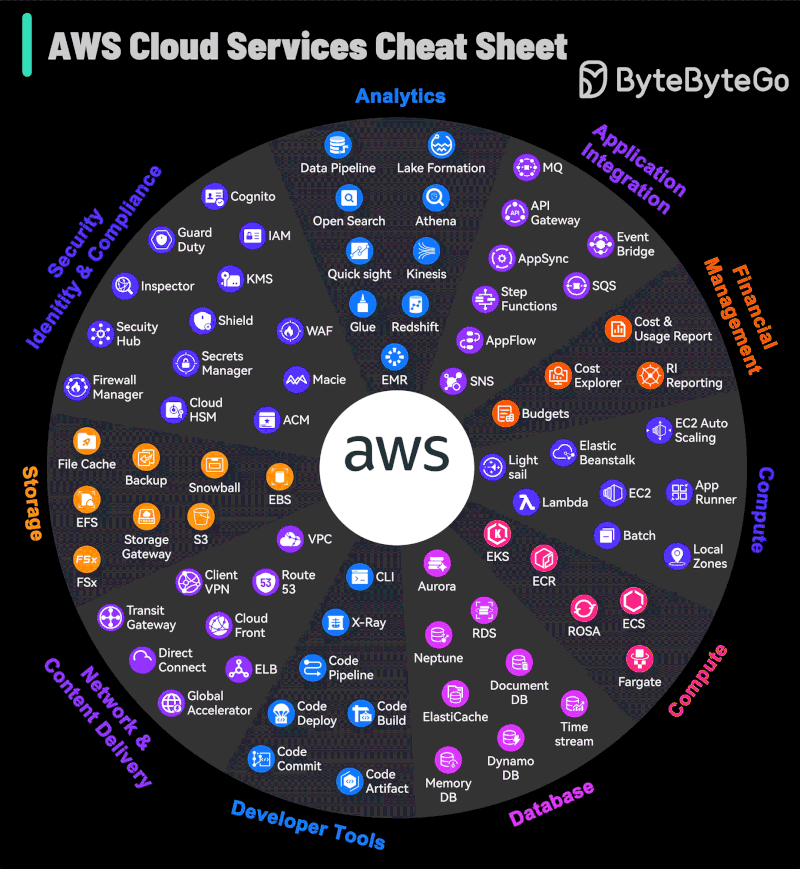 AWS Cloud Services Cheat Sheet
ByteByteGo
Analytics
Data Pipeline
Lake Formation
Open Search
Athena
Quick sight
Kinesis
Glue
Redshift
EMR
Application
Integration
MQ
API
Gateway
Event
Bridge
AppSync
SQS
Step
Functions
AppFlow
SNS
Financial
Management
Cost &
Usage Report
Cost
Explorer
RI
Reporting
Budgets
Compute
EC2 Auto
Scaling
Elastic
Beanstalk
Light
sail
EC2
App
Runner
Lambda
Batch
Local
Zones
Compute
EKS
ECR
ROSA
ECS
Fargate
Database
Aurora
RDS
Neptune
Document
DB
ElastiCache
Time
stream
Dynamo
DB
Memory
DB
Developer Tools
CLI
X-Ray
Code
Pipeline
Code
Deploy
Code
Build
Code
Commit
Code
Artifact
Network &
Content Delivery
VPC
Client
VPN
Route
53
53
Transit
Gateway
Cloud
Front
Direct
Connect
ELB
Global
Accelerator
Storage
File Cache
Backup
Snowball
EBS
EFS
Storage
Gateway
S3
FSx
FSx
Security
Idenitity & Compliance
Cognito
Guard
Duty
IAM
Inspector
KMS
Secuity
Hub
Shield
WAF
Secrets
Manager
Firewall
Manager
Macie
Cloud
HSM
ACM
aws
API
K